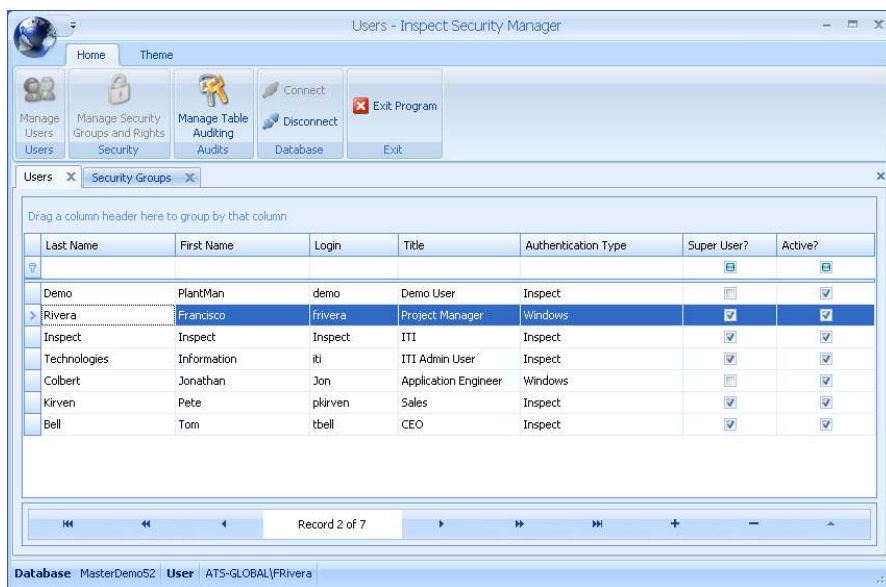 Users - Inspect Security Manager
Home Theme
Manage Users
Manage Security Groups and Rights
Manage Table Auditing
Connect
Disconnect
Exit Program
Users Security Audits Database Exit
Users Security Groups
Drag a column header here to group by that column
Last Name First Name Login Title Authentication Type Super User? Active?
Demo PlantMan demo Demo User Inspect
Rivera Francisco frivera Project Manager Windows
Inspect Inspect Inspect ITI Inspect
Technologies Information iti ITI Admin User Inspect
Colbert Jonathan Jon Application Engineer Windows
Kirven Pete pkirven Sales Inspect
Bell Tom tbell CEO Inspect
Record 2 of 7
Database MasterDemo52 User ATS-GLOBAL\FRivera